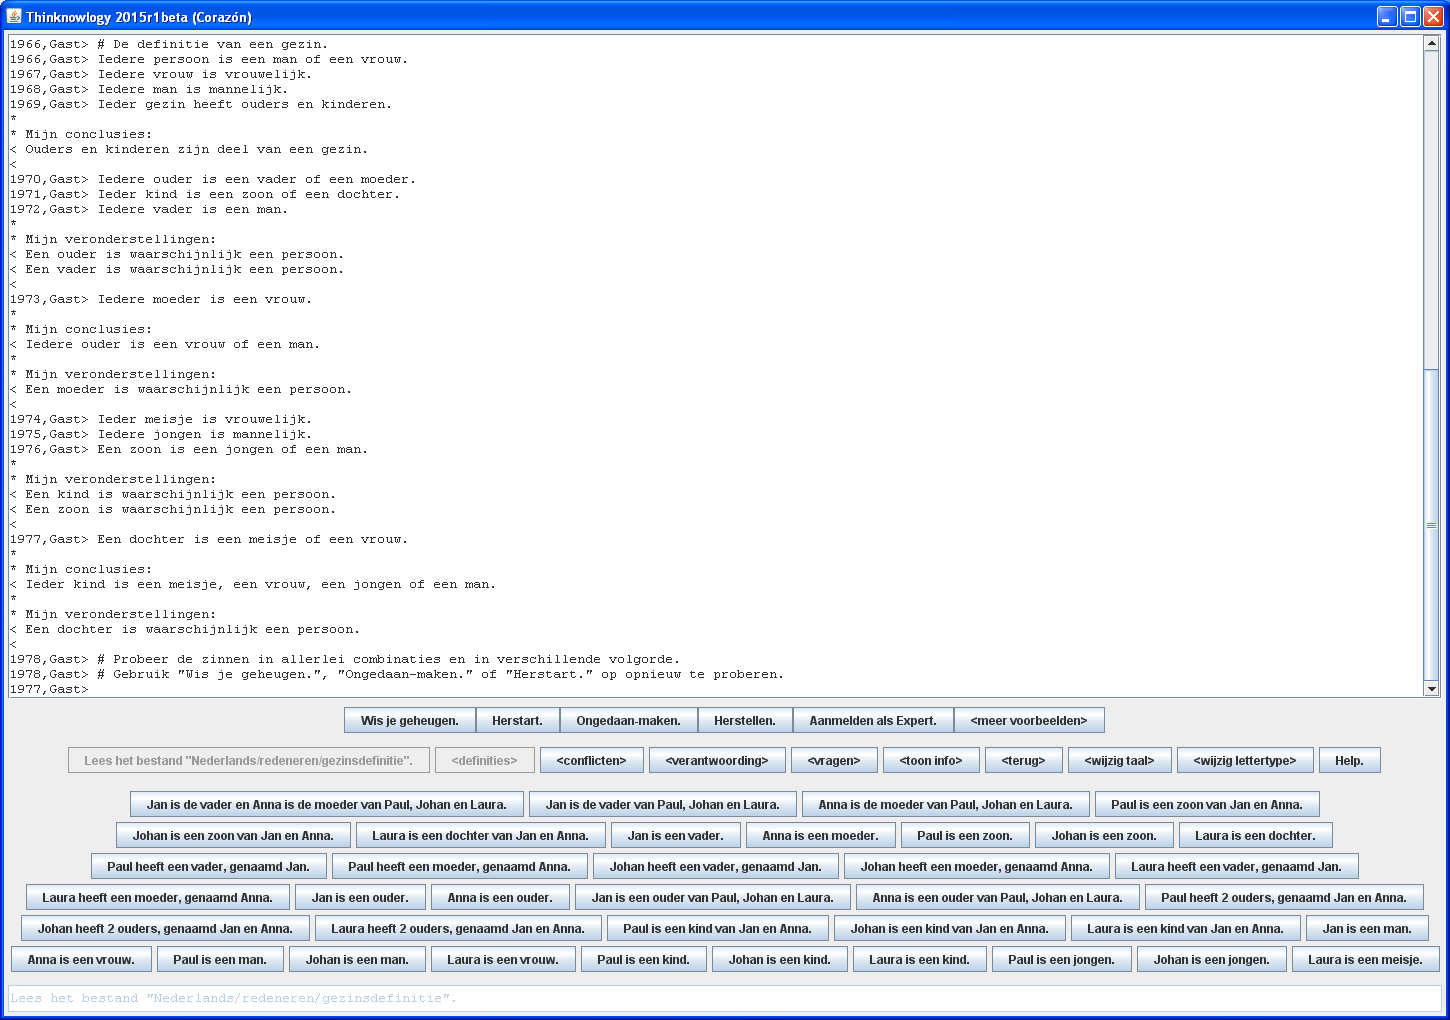 Thinknowlogy 2015r1beta (Corazón)
1966,Gast> # De definitie van een gezin.
1966,Gast> Iedere persoon is een man of een vrouw.
1967,Gast> Iedere vrouw is vrouwelijk.
1968,Gast> Iedere man is mannelijk.
1969,Gast> Ieder gezin heeft ouders en kinderen.
*
* Mijn conclusies:
< Ouders en kinderen zijn deel van een gezin.
<
1970,Gast> Iedere ouder is een vader of een moeder.
1971,Gast> Ieder kind is een zoon of een dochter.
1972,Gast> Iedere vader is een man.
*
* Mijn veronderstellingen:
< Een ouder is waarschijnlijk een persoon.
< Een vader is waarschijnlijk een persoon.
<
1973,Gast> Iedere moeder is een vrouw.
*
* Mijn conclusies:
< Iedere ouder is een vrouw of een man.
*
* Mijn veronderstellingen:
< Een moeder is waarschijnlijk een persoon.
<
1974,Gast> Ieder meisje is vrouwelijk.
1975,Gast> Iedere jongen is mannelijk.
1976,Gast> Een zoon is een jongen of een man.
*
* Mijn veronderstellingen:
< Een kind is waarschijnlijk een persoon.
< Een zoon is waarschijnlijk een persoon.
<
1977,Gast> Een dochter is een meisje of een vrouw.
*
* Mijn conclusies:
< Ieder kind is een meisje, een vrouw, een jongen of een man.
*
* Mijn veronderstellingen:
< Een dochter is waarschijnlijk een persoon.
<
1978,Gast> # Probeer de zinnen in allerlei combinaties en in verschillende volgorde.
1978,Gast> # Gebruik "Wis je geheugen.", "Ongedaan-maken." of "Herstart." op opnieuw te proberen.
1977,Gast>
Wis je geheugen. Herstart. Ongedaan-maken. Herstellen. Aanmelden als Expert. <meer voorbeelden>
Lees het bestand "Nederlands/redeneren/gezinsdefinitie". <definities> <conflicten> <verantwoording> <vragen> <toon info> <terug> <wijzig taal> <wijzig lettertype> Help.
Jan is de vader en Anna is de moeder van Paul, Johan en Laura. Jan is de vader van Paul, Johan en Laura. Anna is de moeder van Paul, Johan en Laura. Paul is een zoon van Jan en Anna.
Johan is een zoon van Jan en Anna. Laura is een dochter van Jan en Anna. Jan is een vader. Anna is een moeder. Paul is een zoon. Johan is een zoon. Laura is een dochter.
Paul heeft een vader, genaamd Jan. Paul heeft een moeder, genaamd Anna. Johan heeft een vader, genaamd Jan. Johan heeft een moeder, genaamd Anna. Laura heeft een vader, genaamd Jan.
Laura heeft een moeder, genaamd Anna. Jan is een ouder. Anna is een ouder. Jan is een ouder van Paul, Johan en Laura. Anna is een ouder van Paul, Johan en Laura. Paul heeft 2 ouders, genaamd Jan en Anna.
Johan heeft 2 ouders, genaamd Jan en Anna. Laura heeft 2 ouders, genaamd Jan en Anna. Paul is een kind van Jan en Anna. Johan is een kind van Jan en Anna. Laura is een kind van Jan en Anna. Jan is een man.
Anna is een vrouw. Paul is een man. Johan is een man. Laura is een vrouw. Paul is een kind. Johan is een kind. Laura is een kind. Paul is een jongen. Johan is een jongen. Laura is een meisje.
Lees het bestand "Nederlands/redeneren/gezinsdefinitie".